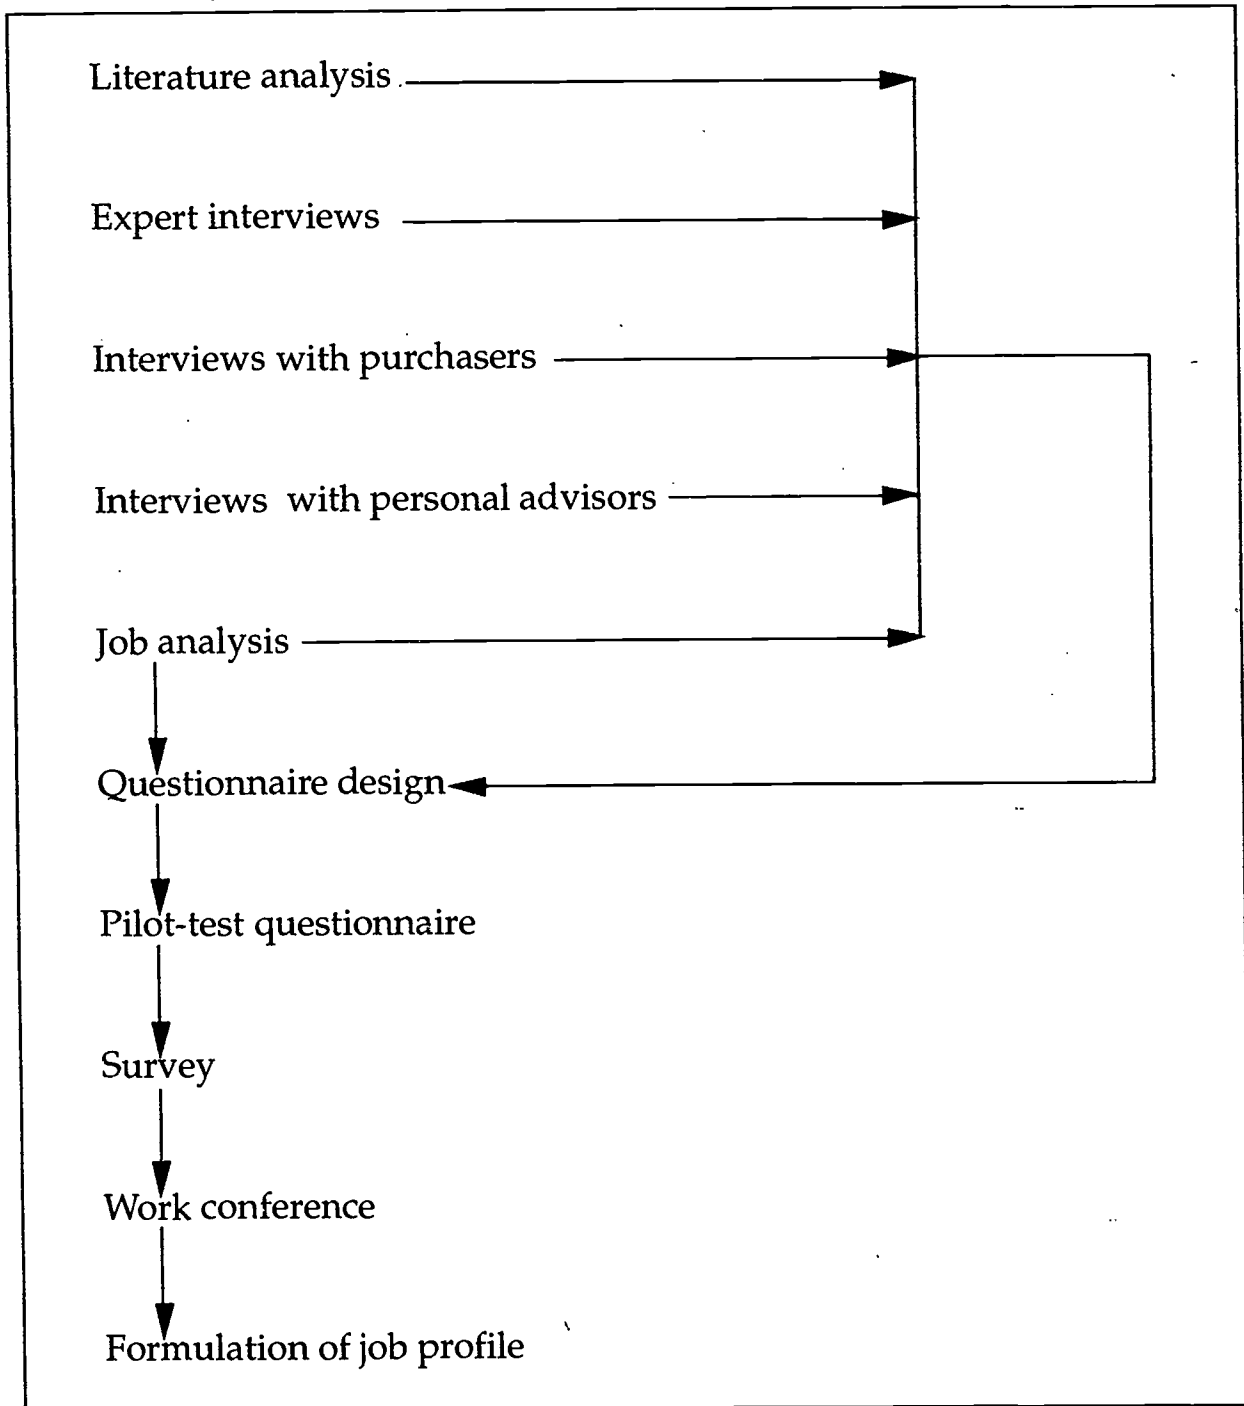 Literature analysis
Expert interviews
Interviews with purchasers
Interviews with personal advisors
Job analysis
Questionnaire design
Pilot-test questionnaire
Survey
Work conference
Formulation of job profile